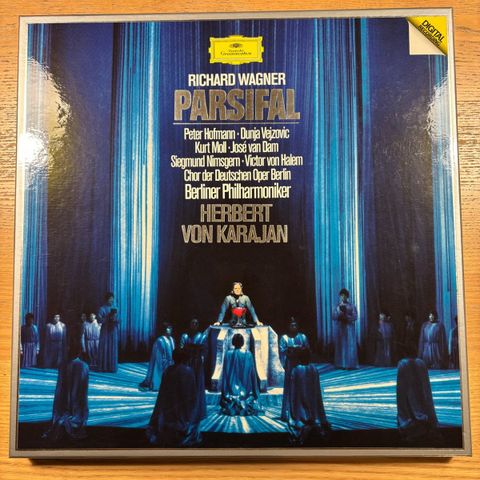 Deutsche
Grammophon
DIGITAL
RECORDING
RICHARD WAGNER
PARSIFAL
Peter Hofmann · Dunja Vejzovic
Kurt Moll · José van Dam
Siegmund Nimsgern · Victor von Halem
Chor der Deutschen Oper Berlin
Berliner Philharmoniker
HERBERT
VON KARAJAN